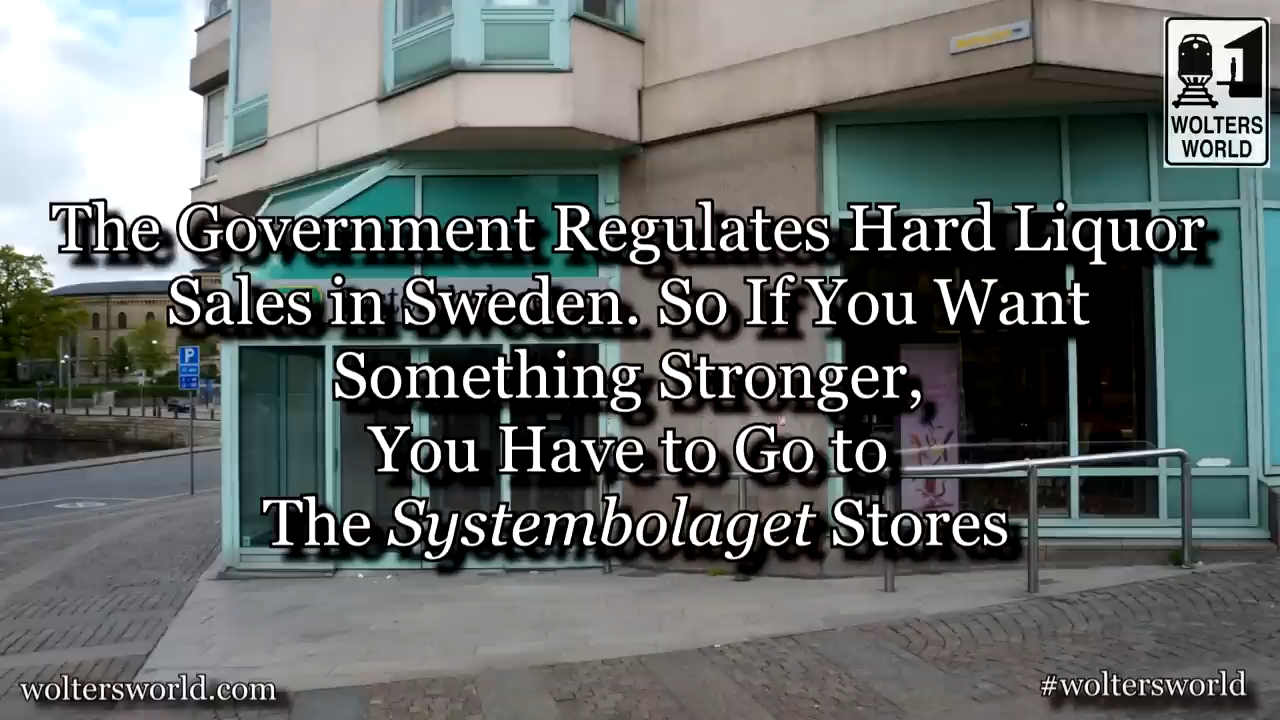 WOLTERS
WORLD
The Government Regulates Hard Liquor
Sales in Sweden. So If You Want
Something Stronger,
You Have to Go to
The Systembolaget Stores
P
woltersworld.com
#woltersworld